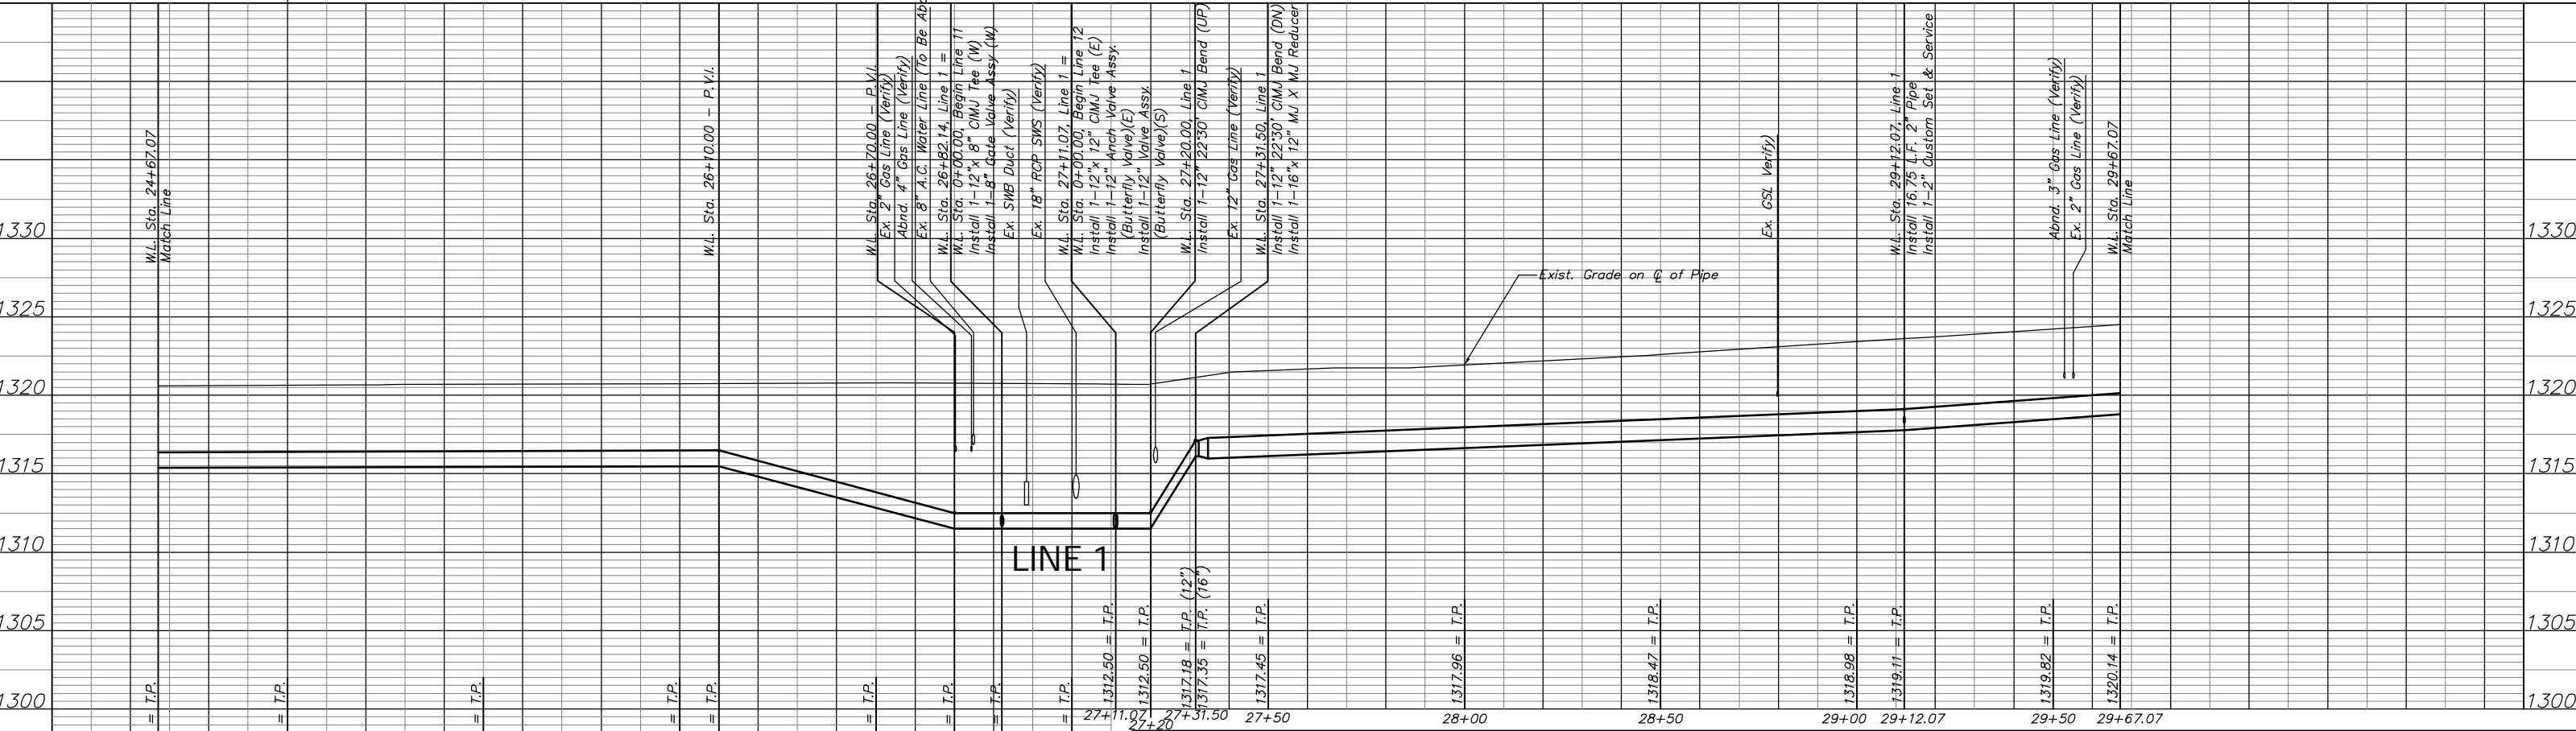 W.L. Sta. 24+67.07
Match Line
W.L. Sta. 26+10.00 - P.V.I.
W.L. Sta. 26+70.00 - P.V.I.
Ex. 2" Gas Line (Verify)
Abnd. 4" Gas Line (Verify)
Ex. 8" A.C. Water Line (To Be
W.L. Sta. 26+82.14, Line 1 =
W.L. Sta. 0+00.00, Begin Line 11
Install 1-12"x 8" CIMJ Tee (W)
Install 1-8" Gate Valve Assy (W)
Ex. SWB Duct (Verify)
Ex. 18" RCP SWS (Verify)
W.L. Sta. 27+11.07, Line 1 =
W.L. Sta. 0+00.00, Begin Line 12
Install 1-12"x 12" CIMJ Tee (E)
Install 1-12" Anch Valve Assy.
(Butterfly Valve)(E)
Install 1-12" Valve Assy.
(Butterfly Valve)(S)
W.L. Sta. 27+20.00, Line 1
Install 1-12" 22°30' CIMJ Bend (UP)
Ex. 12" Gas Line (Verify)
W.L. Sta. 27+31.50, Line 1
Install 1-12" 22°30' CIMJ Bend (DN)
Install 1-16"x 12" MJ X MJ Reducer
Ex. GSL Verify)
W.L. Sta. 29+12.07, Line 1
Install 16.75 L.F. 2" Pipe
Install 1-2" Custom Set & Service
Abnd. 3" Gas Line (Verify)
Ex. 2" Gas Line (Verify)
W.L. Sta. 29+67.07
Match Line
1330 1330
Exist. Grade on ℄ of Pipe
1325 1325
1320 1320
1315 1315
1310 1310
LINE 1
1305 1305
1300 1300
= T.P.
= T.P.
= T.P.
= T.P.
= T.P.
= T.P.
= T.P.
= T.P.
= T.P.
1312.50 = T.P.
1312.50 = T.P.
1317.18 = T.P. (12")
1317.35 = T.P. (16")
1317.45 = T.P.
1317.96 = T.P.
1318.47 = T.P.
1318.98 = T.P.
1319.11 = T.P.
1319.82 = T.P.
1320.14 = T.P.
27+11.07 27+31.50 27+50 28+00 28+50 29+00 29+12.07 29+50 29+67.07
27+20